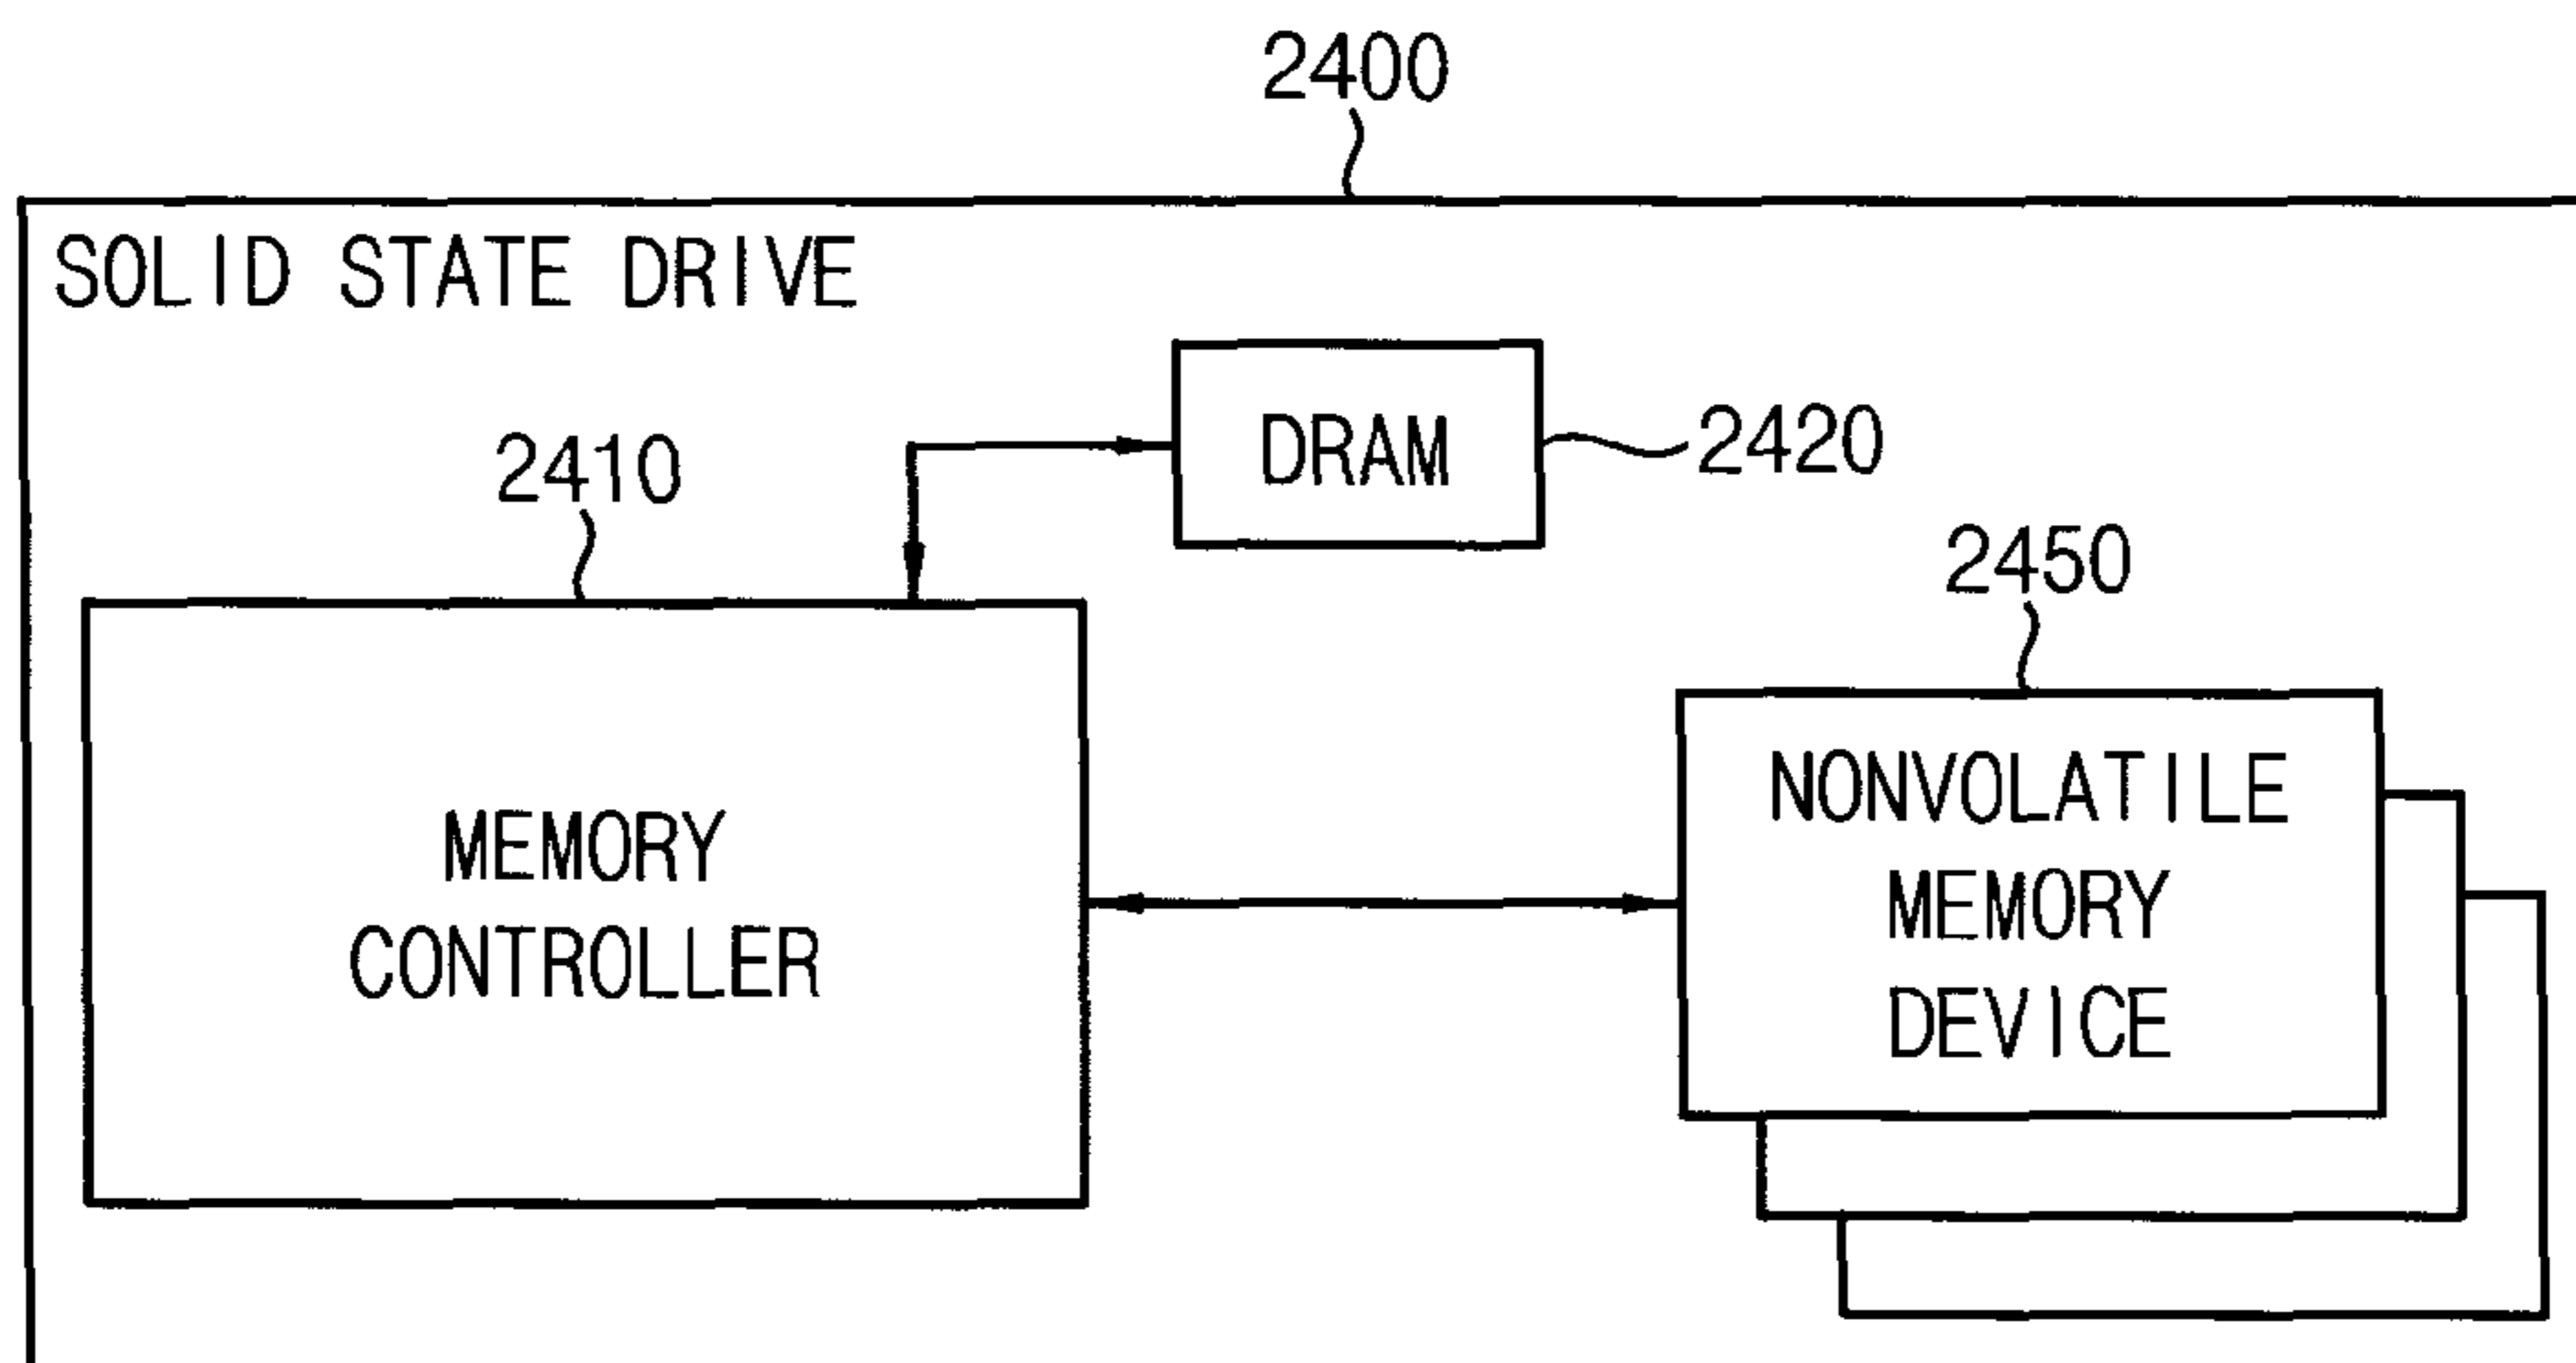 2400
SOLID STATE DRIVE
DRAM
2420
2410
2450
MEMORY
CONTROLLER
NONVOLATILE
MEMORY
DEVICE